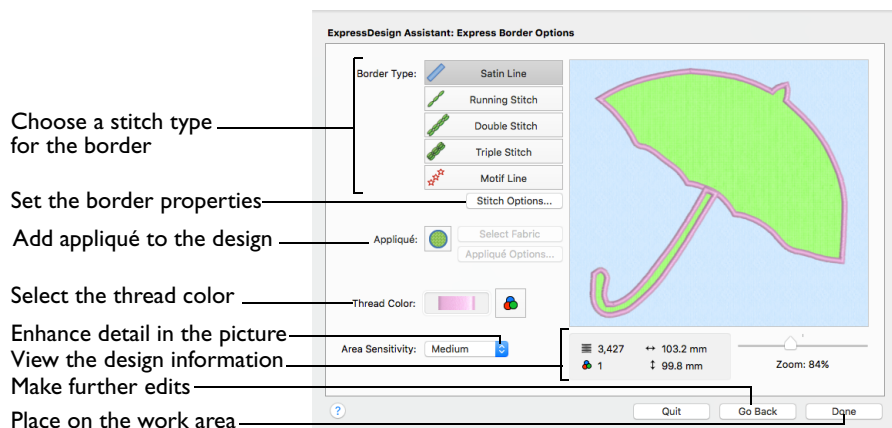 ExpressDesign Assistant: Express Border Options
Border Type:
Satin Line
Running Stitch
Double Stitch
Triple Stitch
Motif Line
Stitch Options...
Choose a stitch type
for the border
Set the border properties
Add appliqué to the design
Appliqué:
Select Fabric
Appliqué Options...
Select the thread color
Thread Color:
Enhance detail in the picture
Area Sensitivity:
Medium
View the design information
3,427
103.2 mm
1
99.8 mm
Zoom: 84%
Make further edits
Place on the work area
?
Quit
Go Back
Done